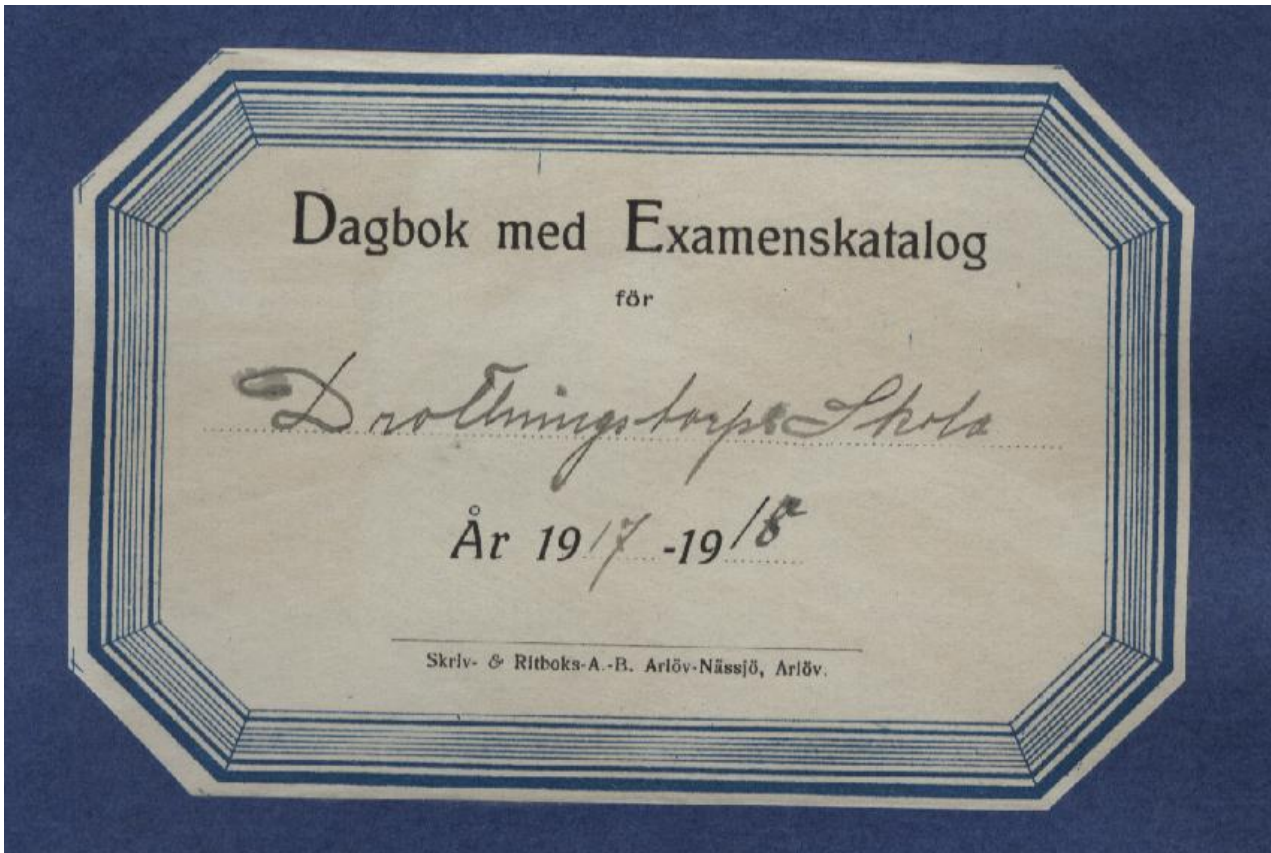 Dagbok med Examenskatalog
för
Drottningstorps Skola
År 1917-1918
Skriv- & Ritboks-A.-B. Arlöv-Nässjö, Arlöv.